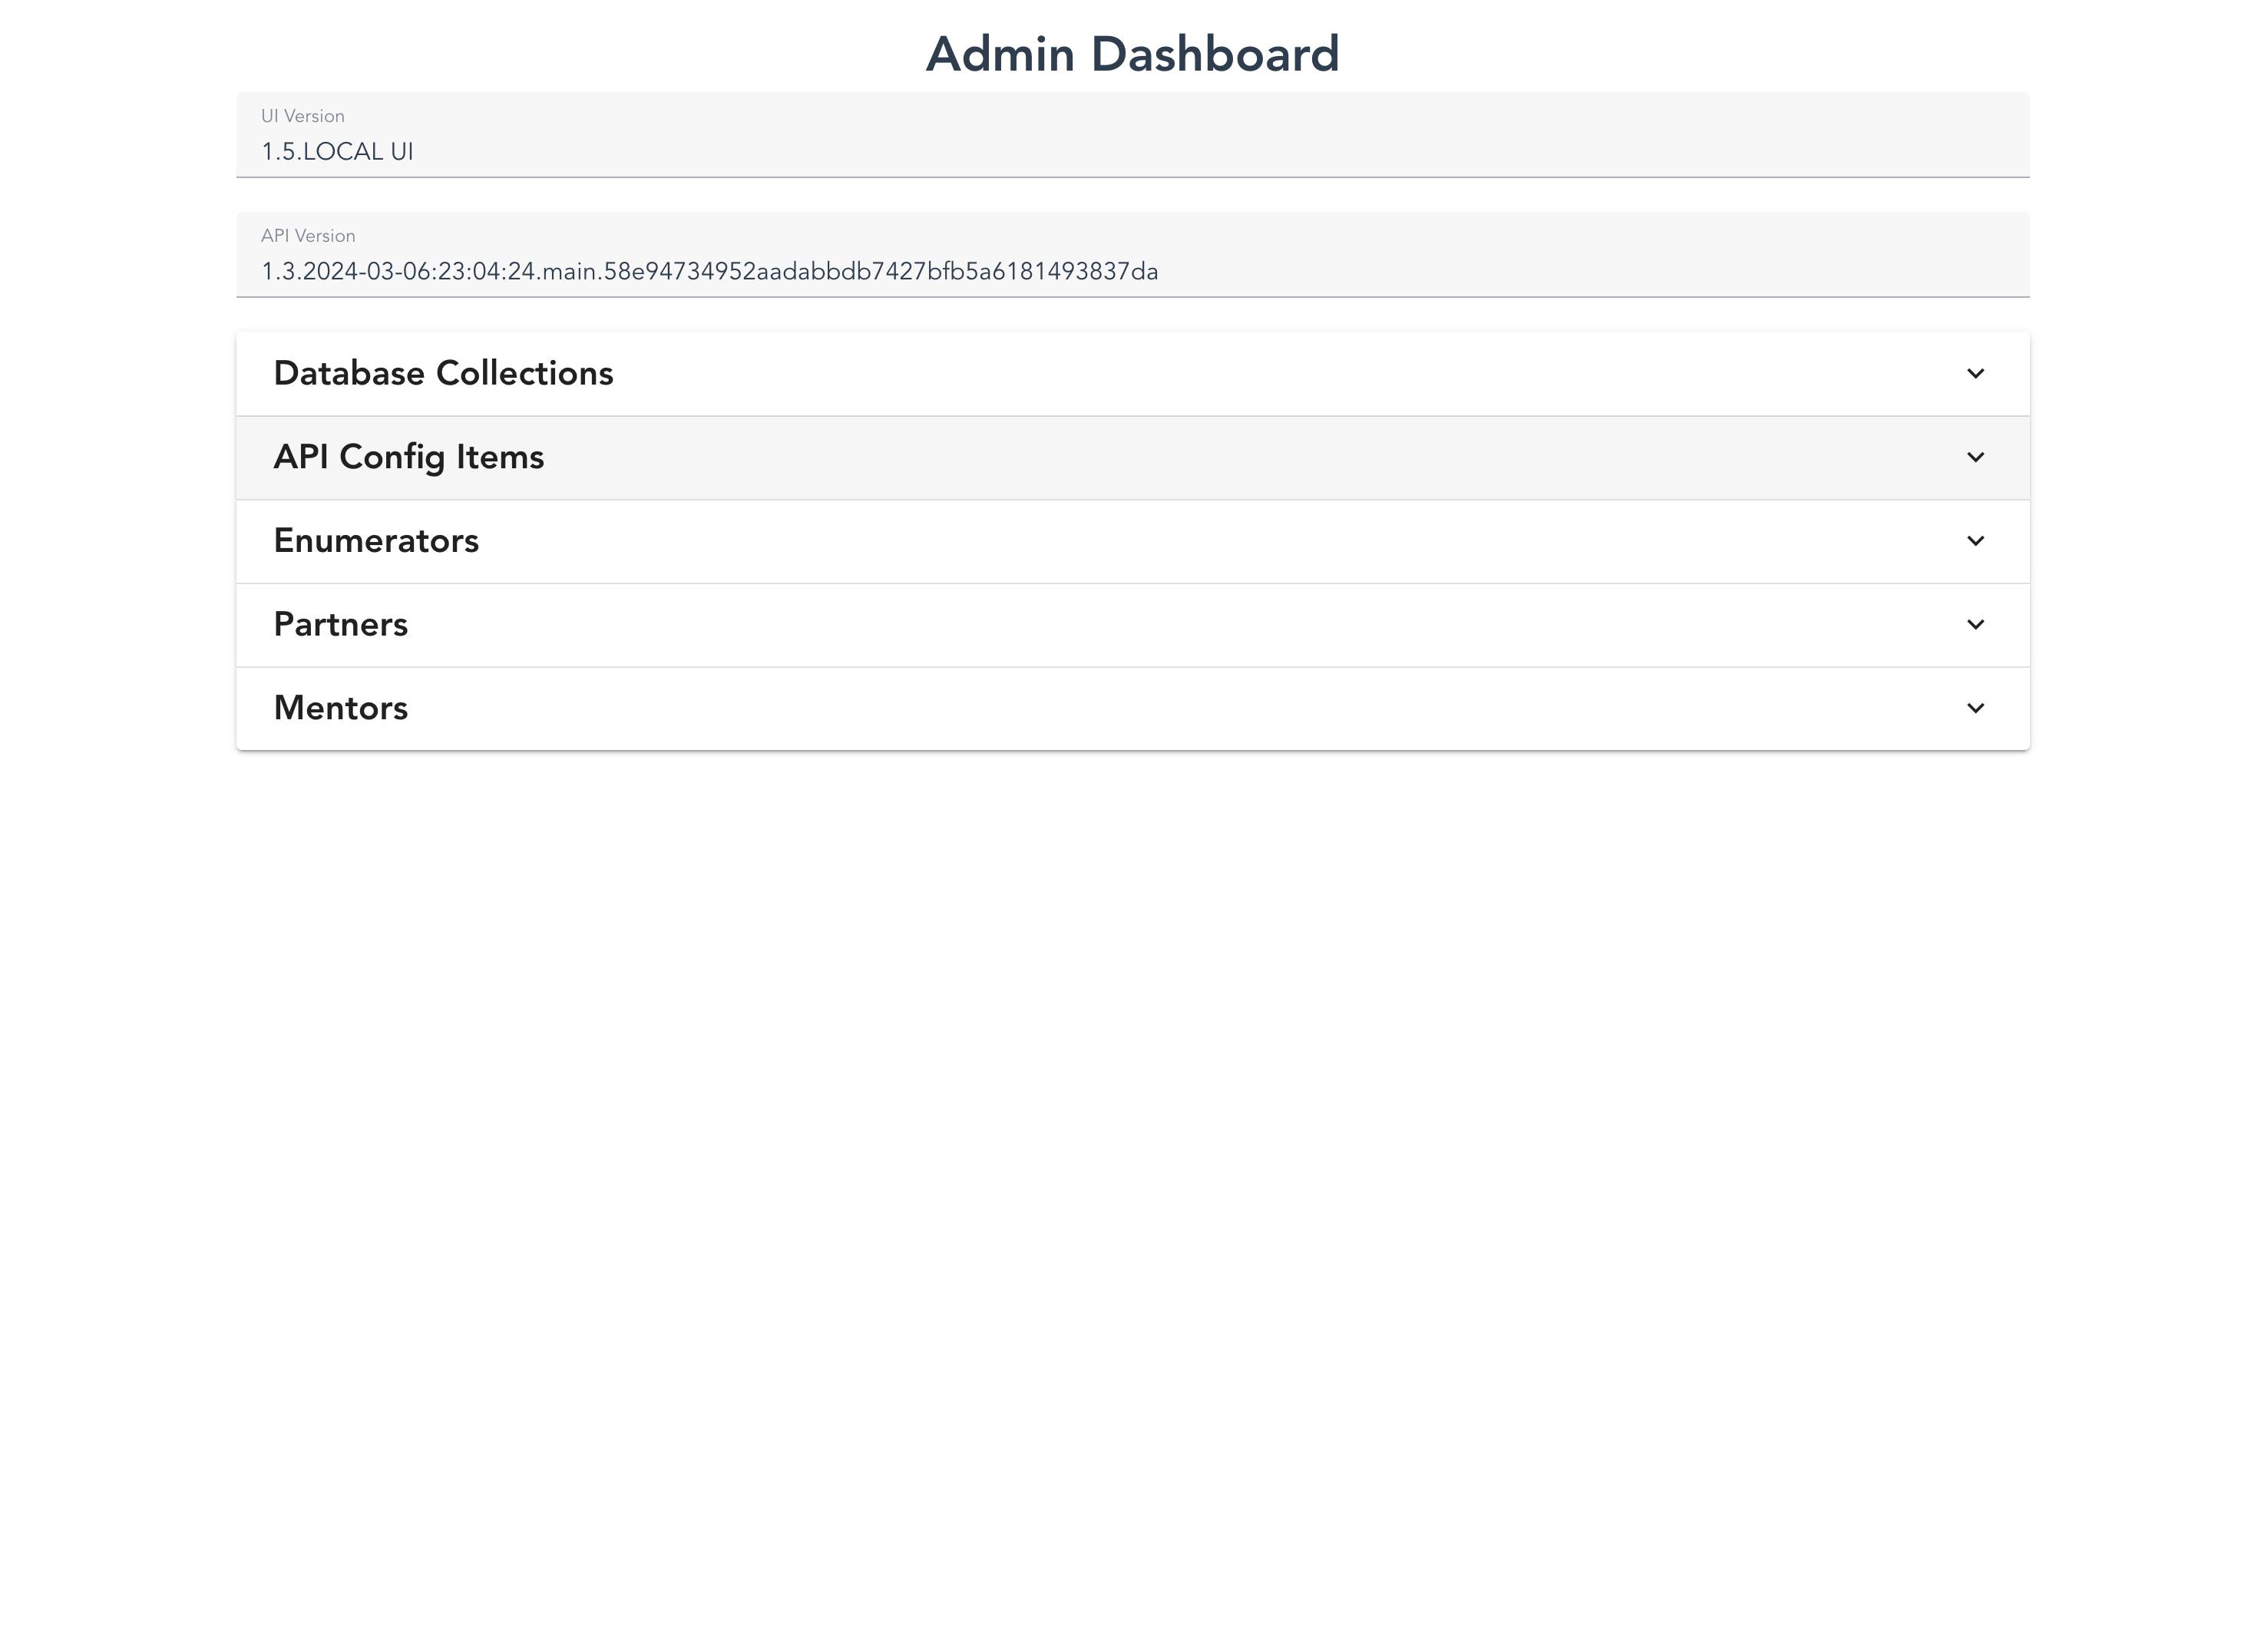 Admin Dashboard
UI Version
1.5.LOCAL UI
API Version
1.3.2024-03-06:23:04:24.main.58e94734952aadabbdb7427bfb5a6181493837da
Database Collections
API Config Items
Enumerators
Partners
Mentors